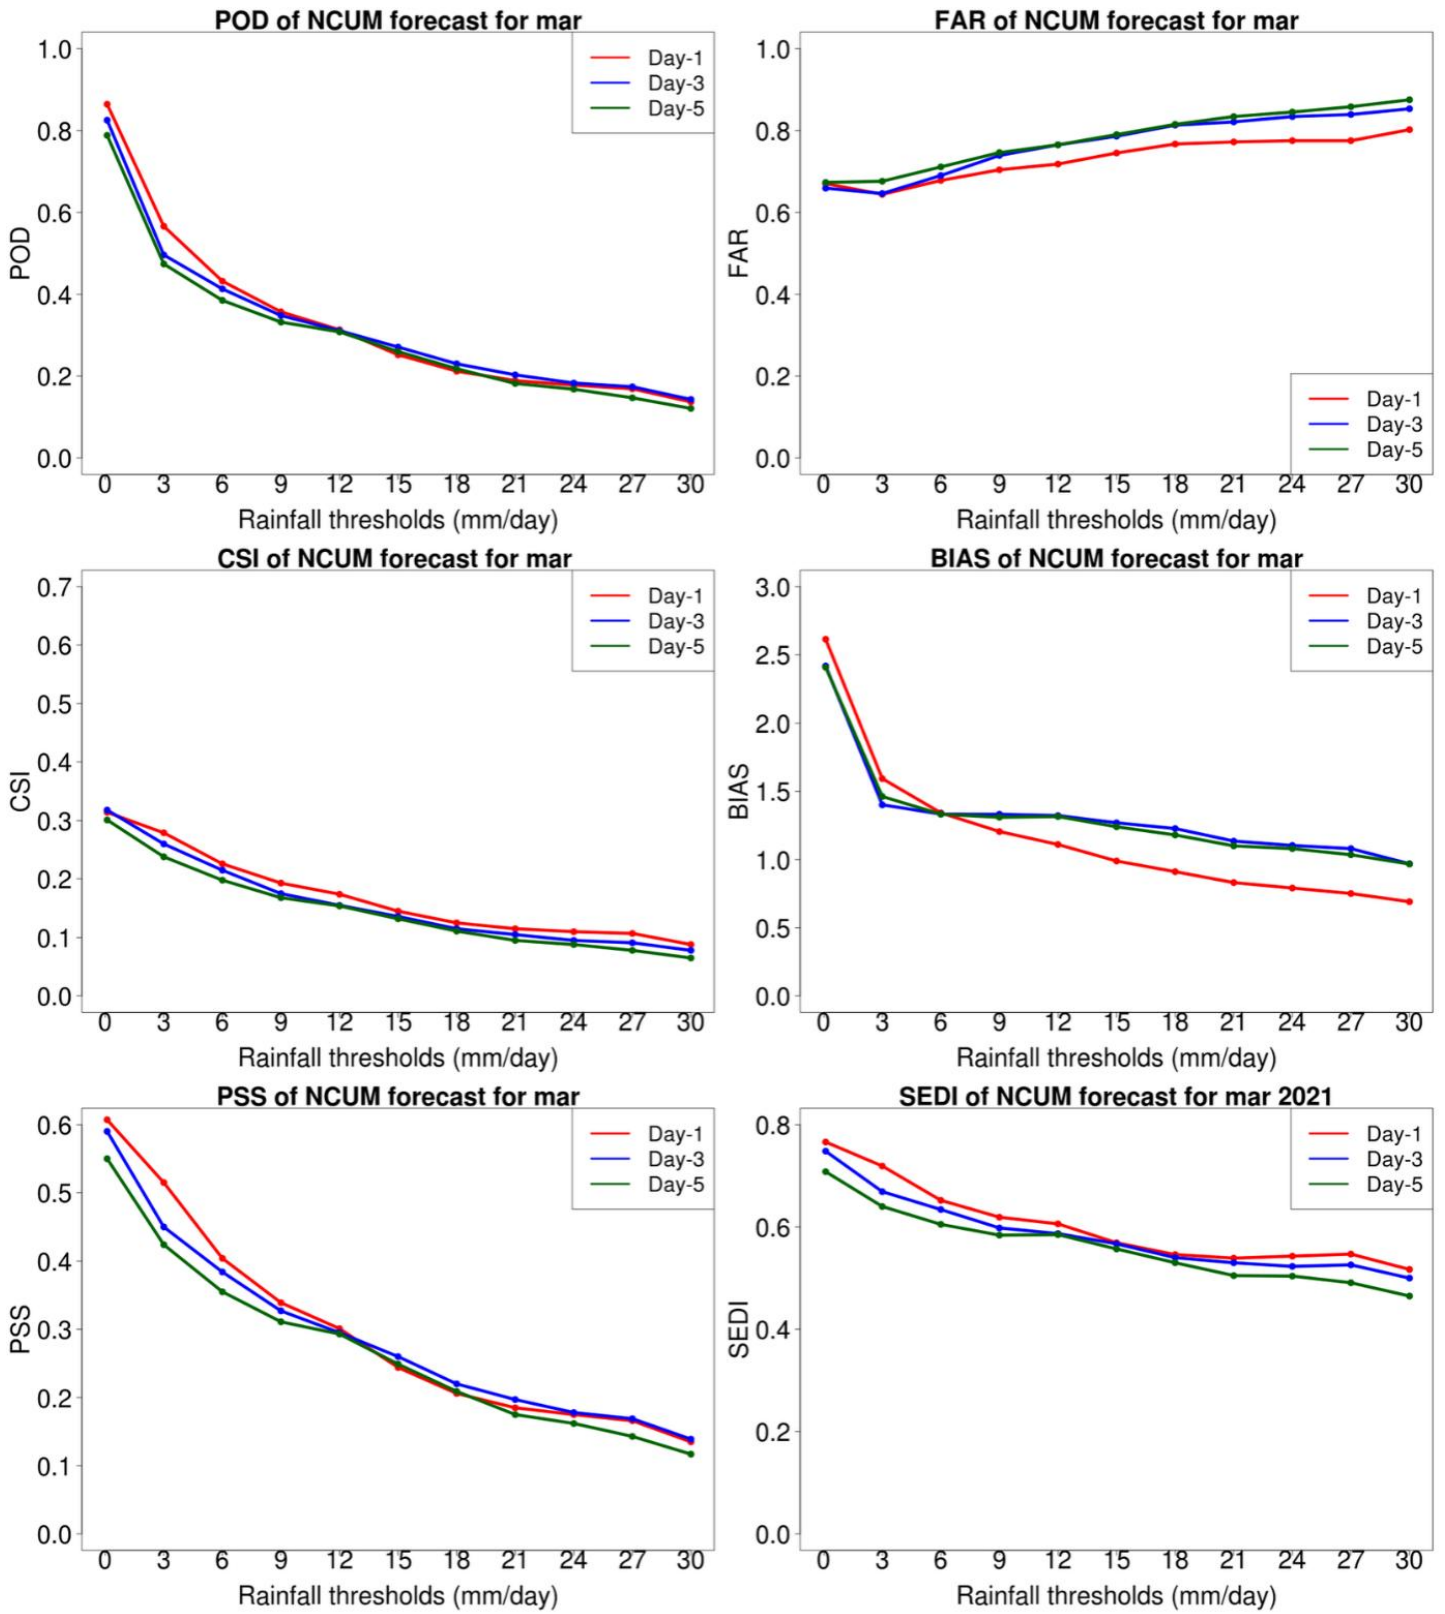 POD of NCUM forecast for mar
1.0
0.8
0.6
0.4
0.2
0.0
POD
Day-1
Day-3
Day-5
0 3 6 9 12 15 18 21 24 27 30
Rainfall thresholds (mm/day)
FAR of NCUM forecast for mar
1.0
0.8
0.6
0.4
0.2
0.0
FAR
Day-1
Day-3
Day-5
0 3 6 9 12 15 18 21 24 27 30
Rainfall thresholds (mm/day)
CSI of NCUM forecast for mar
0.7
0.6
0.5
0.4
0.3
0.2
0.1
0.0
CSI
Day-1
Day-3
Day-5
0 3 6 9 12 15 18 21 24 27 30
Rainfall thresholds (mm/day)
BIAS of NCUM forecast for mar
3.0
2.5
2.0
1.5
1.0
0.5
0.0
BIAS
Day-1
Day-3
Day-5
0 3 6 9 12 15 18 21 24 27 30
Rainfall thresholds (mm/day)
PSS of NCUM forecast for mar
0.6
0.5
0.4
0.3
0.2
0.1
0.0
PSS
Day-1
Day-3
Day-5
0 3 6 9 12 15 18 21 24 27 30
Rainfall thresholds (mm/day)
SEDI of NCUM forecast for mar 2021
0.8
0.6
0.4
0.2
0.0
SEDI
Day-1
Day-3
Day-5
0 3 6 9 12 15 18 21 24 27 30
Rainfall thresholds (mm/day)